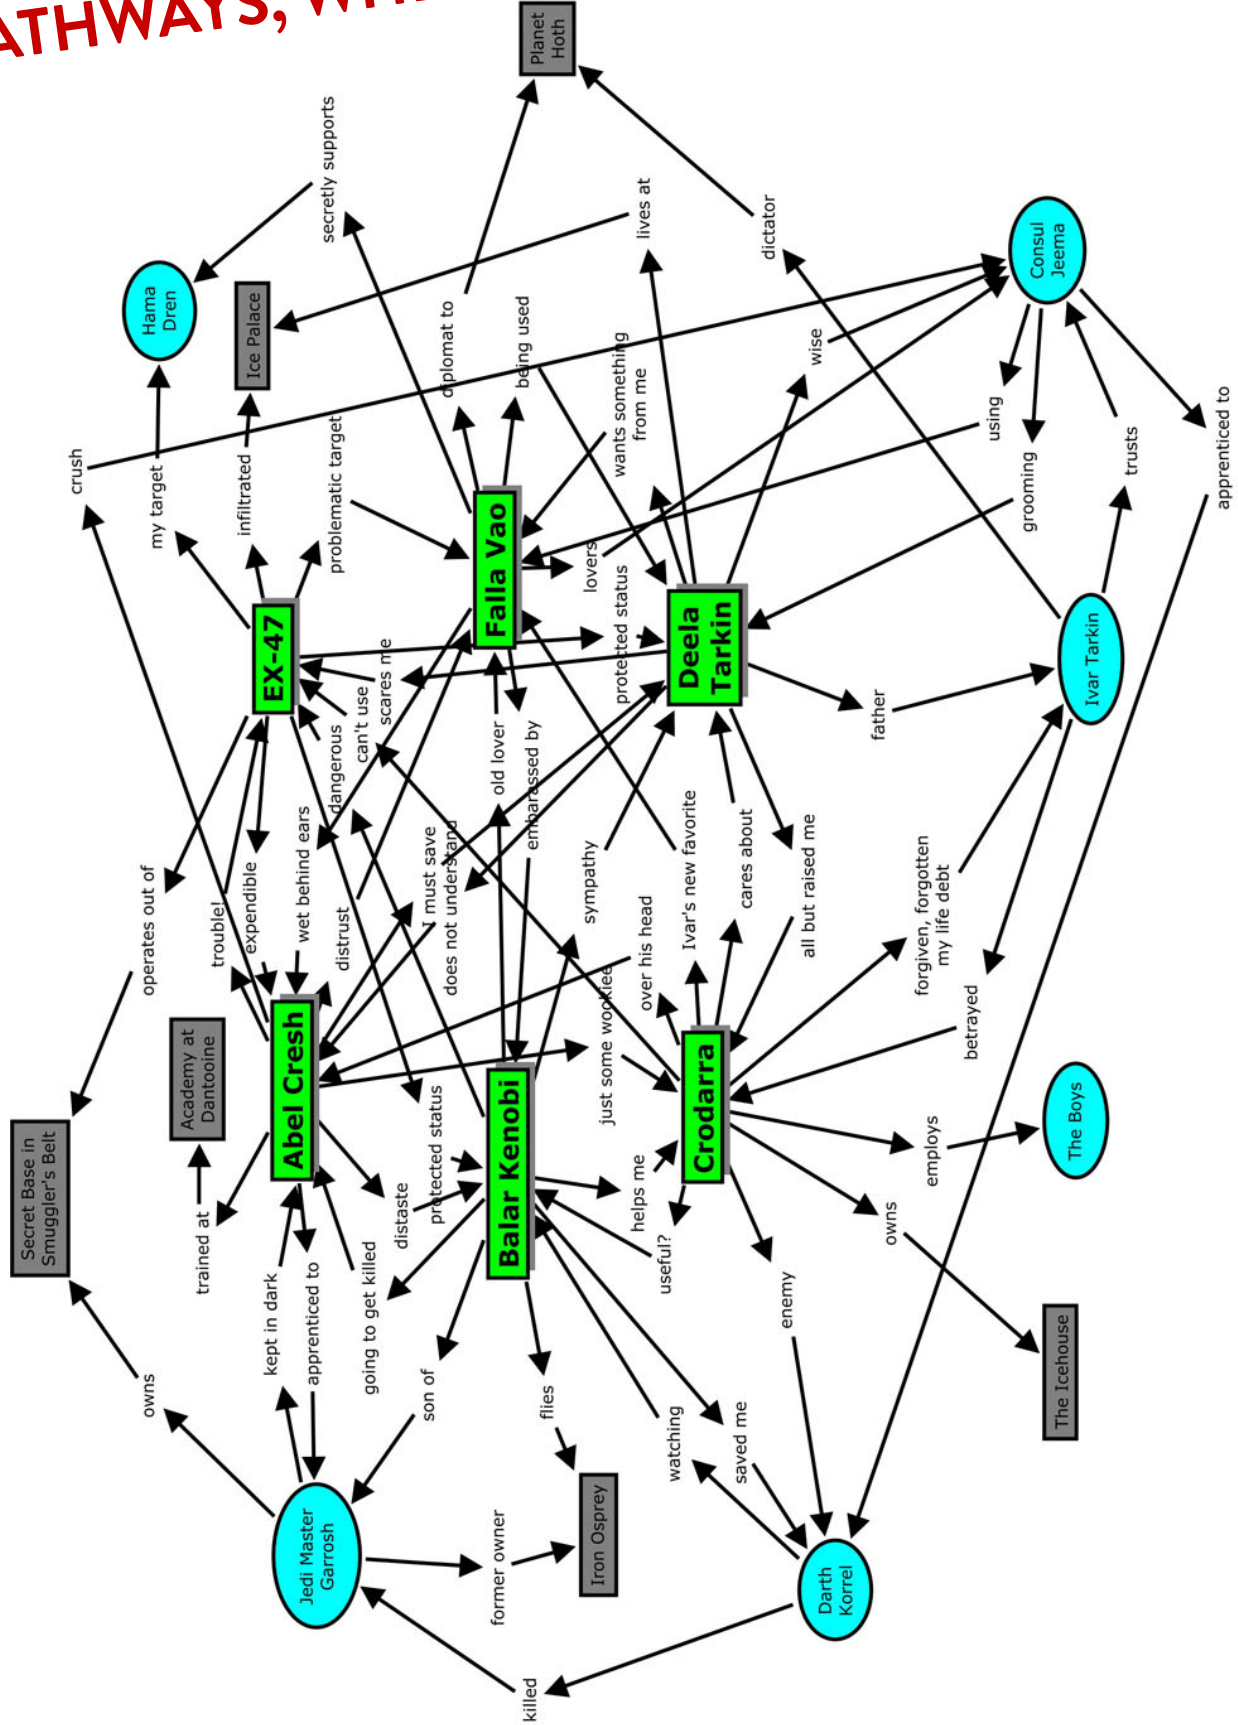 ATHWAYS, WH
Secret Base in
Smuggler's Belt
crush
owns
operates out of
my target
Hama
Dren
trained at
Academy at
Dantooine
trouble!
infiltrated
Ice Palace
expendible
kept in dark
EX-47
Abel Cresh
apprenticed to
wet behind ears
Jedi Master
Garrosh
secretly supports
dangerous
problematic target
distrust
can't use
going to get killed
scares me
distaste
son of
I must save
does not understand
protected status
diplomat to
former owner
old lover
Falla Vao
Balar Kenobi
killed
being used
embarassed by
Planet
Hoth
flies
lovers
sympathy
Iron Osprey
just some wookiee
protected status
wants something
from me
helps me
over his head
lives at
useful?
watching
Ivar's new favorite
Crodarra
Deela
Tarkin
saved me
cares about
dictator
enemy
all but raised me
wise
Darth
Korrel
father
owns
forgiven, forgotten
my life debt
employs
betrayed
using
grooming
Consul
Jeema
The Icehouse
The Boys
Ivar Tarkin
trusts
apprenticed to